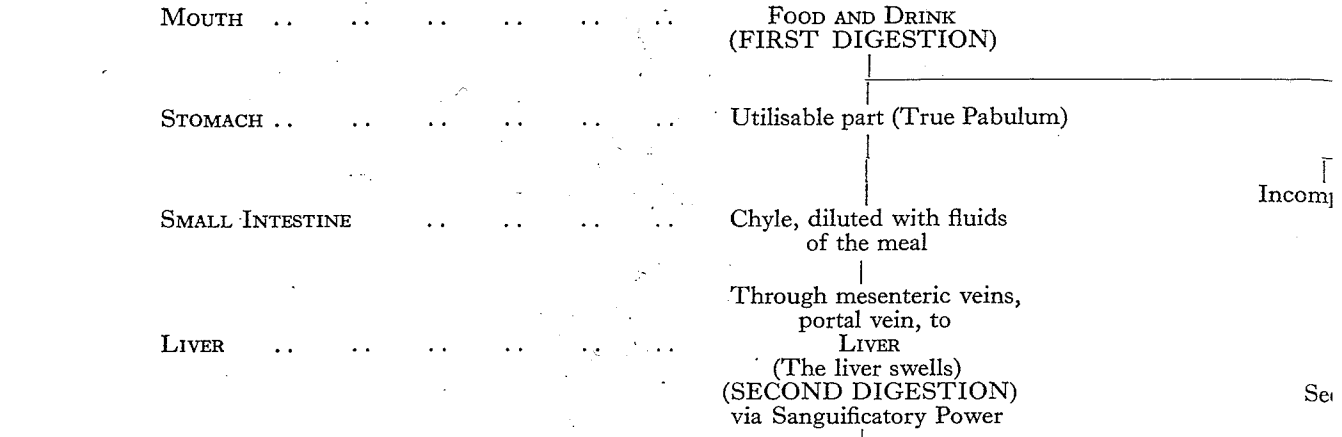 MOUTH .. .. .. .. .. .. FOOD AND DRINK
(FIRST DIGESTION)
STOMACH .. .. .. .. .. .. Utilisable part (True Pabulum)
SMALL INTESTINE .. .. .. .. Chyle, diluted with fluids
of the meal
Through mesenteric veins,
portal vein, to
LIVER .. .. .. .. .. .. LIVER
(The liver swells)
(SECOND DIGESTION)
via Sanguificatory Power